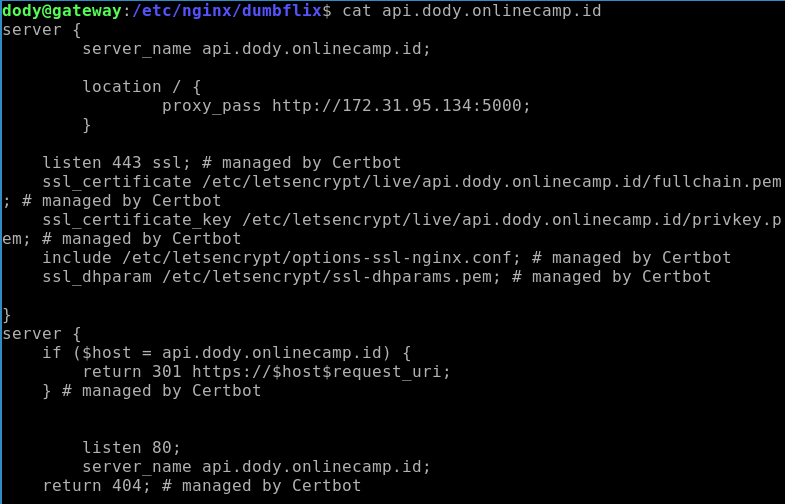 dody@gateway:/etc/nginx/dumbflix$ cat api.dody.onlinecamp.id
server {
        server_name api.dody.onlinecamp.id;

        location / {
                proxy_pass http://172.31.95.134:5000;
        }

    listen 443 ssl; # managed by Certbot
    ssl_certificate /etc/letsencrypt/live/api.dody.onlinecamp.id/fullchain.pem
; # managed by Certbot
    ssl_certificate_key /etc/letsencrypt/live/api.dody.onlinecamp.id/privkey.p
em; # managed by Certbot
    include /etc/letsencrypt/options-ssl-nginx.conf; # managed by Certbot
    ssl_dhparam /etc/letsencrypt/ssl-dhparams.pem; # managed by Certbot

}
server {
    if ($host = api.dody.onlinecamp.id) {
        return 301 https://$host$request_uri;
    } # managed by Certbot


        listen 80;
        server_name api.dody.onlinecamp.id;
    return 404; # managed by Certbot